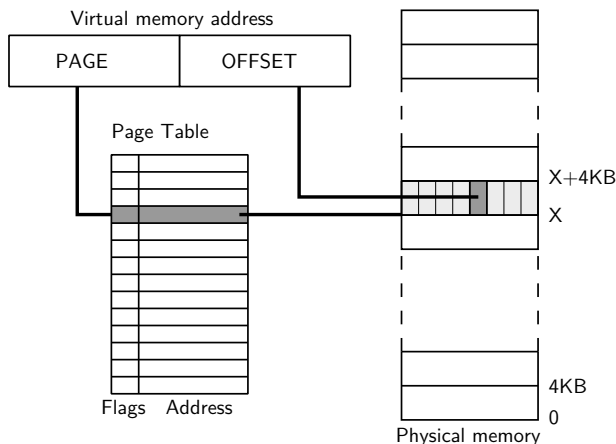 Virtual memory address
PAGE
OFFSET
Page Table
X+4KB
X
4KB
0
Flags
Address
Physical memory